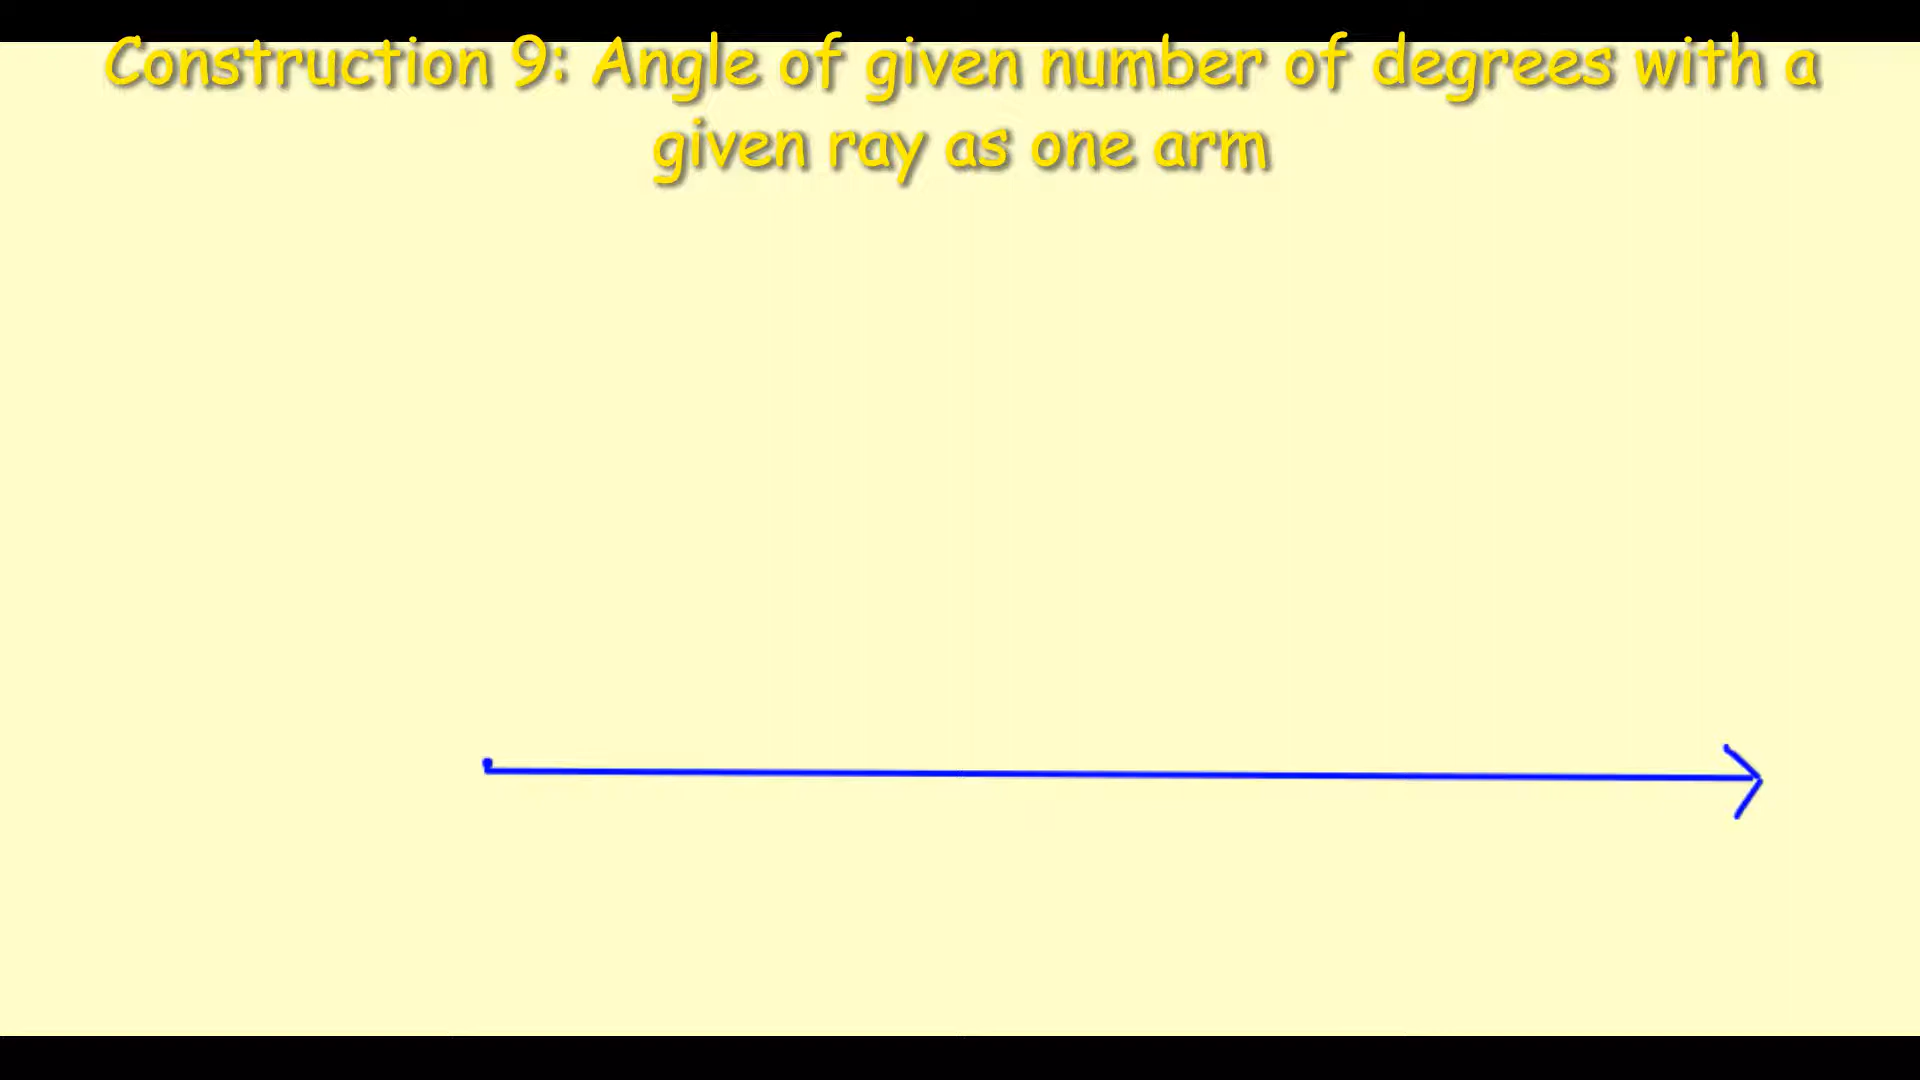 Construction 9: Angle of given number of degrees with a
given ray as one arm